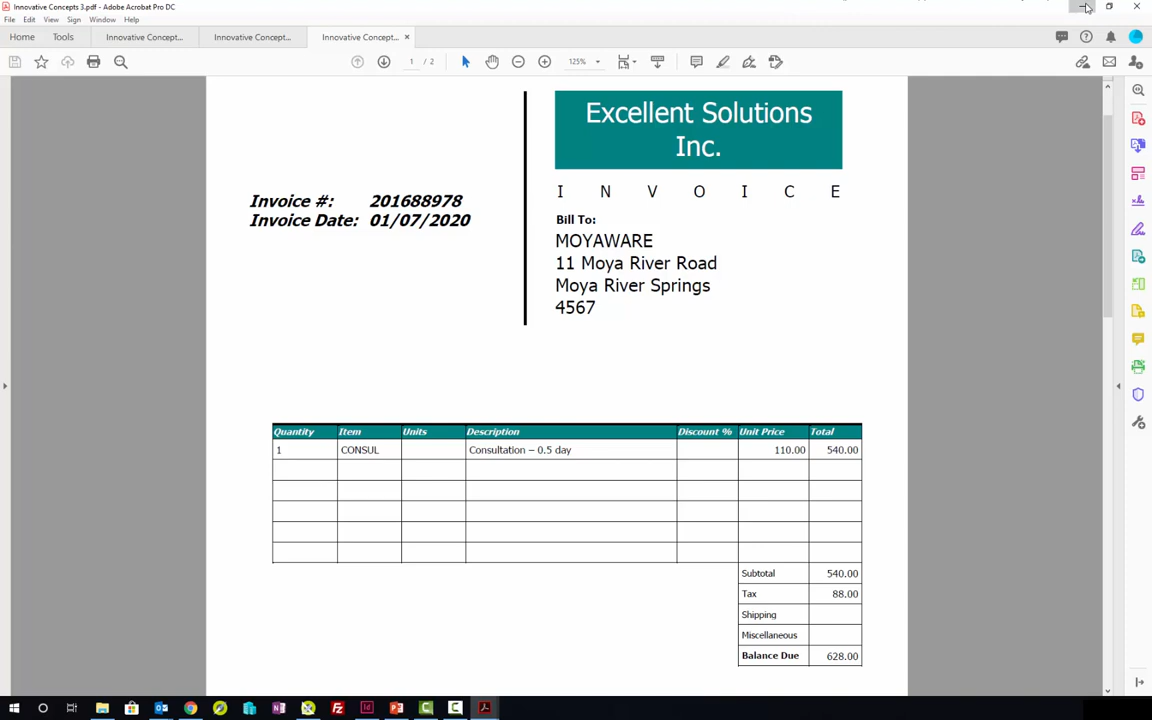 Innovative Concepts 3.pdf - Adobe Acrobat Pro DC
File Edit View Sign Window Help
Home Tools Innovative Concept... Innovative Concept... Innovative Concept... ×
1 / 2 125%
Excellent Solutions
Inc.
I N V O I C E
Invoice #: 201688978
Invoice Date: 01/07/2020
Bill To:
MOYAWARE
11 Moya River Road
Moya River Springs
4567
Quantity Item Units Description Discount % Unit Price Total
1 CONSUL Consultation – 0.5 day 110.00 540.00
Subtotal 540.00
Tax 88.00
Shipping
Miscellaneous
Balance Due 628.00